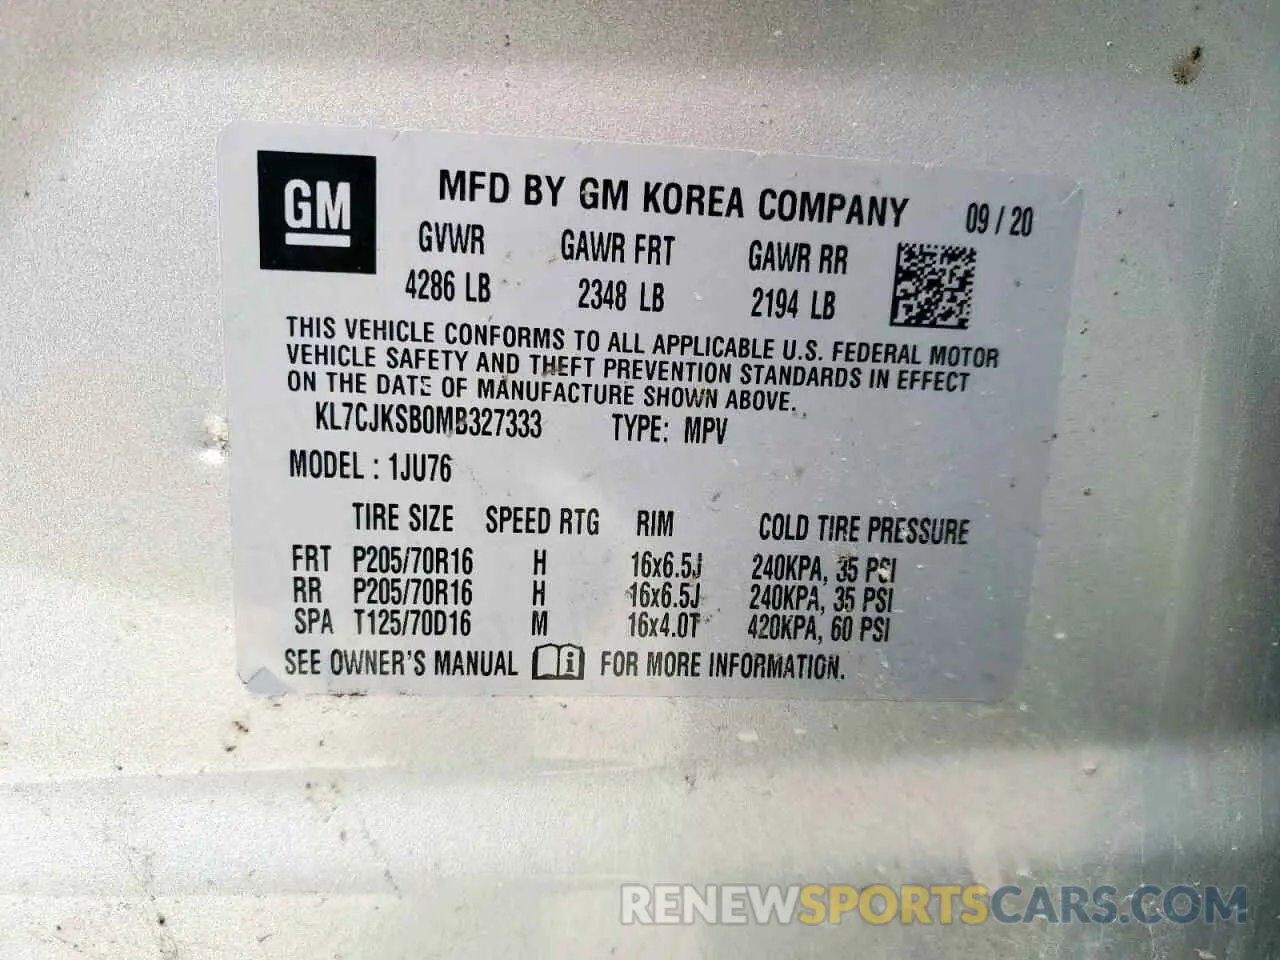 GM
MFD BY GM KOREA COMPANY 09 / 20
GVWR GAWR FRT GAWR RR
4286 LB 2348 LB 2194 LB
THIS VEHICLE CONFORMS TO ALL APPLICABLE U.S. FEDERAL MOTOR
VEHICLE SAFETY AND THEFT PREVENTION STANDARDS IN EFFECT
ON THE DATE OF MANUFACTURE SHOWN ABOVE.
KL7CJKSB0MB327333 TYPE: MPV
MODEL : 1JU76
TIRE SIZE SPEED RTG RIM COLD TIRE PRESSURE
FRT P205/70R16 H 16x6.5J 240KPA, 35 PSI
RR P205/70R16 H 16x6.5J 240KPA, 35 PSI
SPA T125/70D16 M 16x4.0T 420KPA, 60 PSI
SEE OWNER'S MANUAL i FOR MORE INFORMATION.
RENEWSPORTSCARS.COM